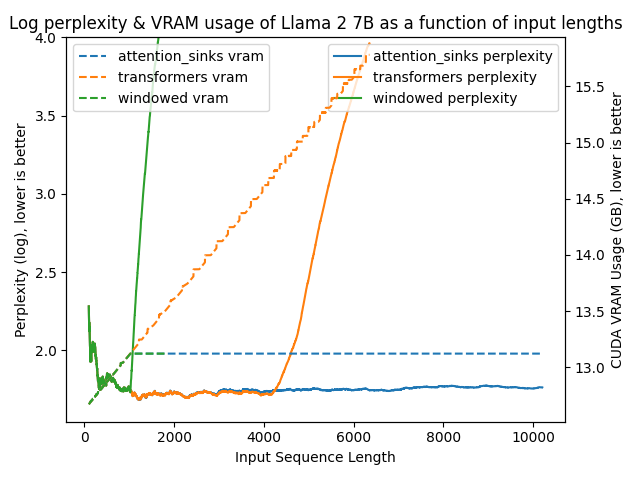 Log perplexity & VRAM usage of Llama 2 7B as a function of input lengths
attention_sinks vram
transformers vram
windowed vram
attention_sinks perplexity
transformers perplexity
windowed perplexity
Perplexity (log), lower is better
4.0
3.5
3.0
2.5
2.0
15.5
15.0
14.5
14.0
13.5
13.0
CUDA VRAM Usage (GB), lower is better
0 2000 4000 6000 8000 10000
Input Sequence Length